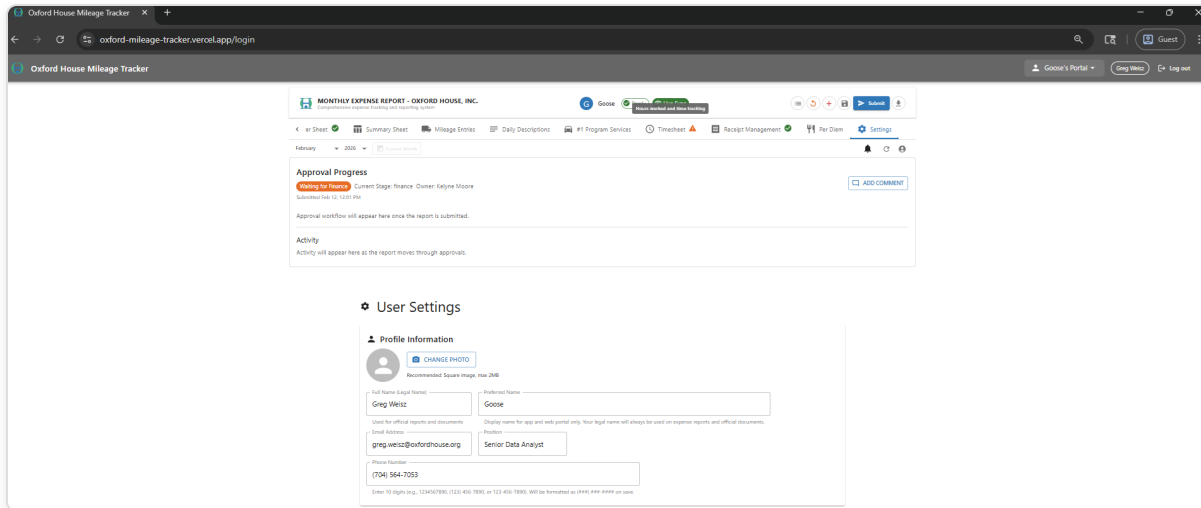 Oxford House Mileage Tracker
oxford-mileage-tracker.vercel.app/login
Guest
Oxford House Mileage Tracker
Goose's Portal
Greg Weisz
Log out
MONTHLY EXPENSE REPORT - OXFORD HOUSE, INC.
Comprehensive expense tracking and reporting system
G Goose
Hours worked and time tracking
Submit
er Sheet
Summary Sheet
Mileage Entries
Daily Descriptions
#1 Program Services
Timesheet
Receipt Management
Per Diem
Settings
February
2026
Approval Progress
Waiting for Finance Current Stage: finance Owner: Kelyne Moore
Submitted Feb 12, 12:01 PM
ADD COMMENT
Approval workflow will appear here once the report is submitted.
Activity
Activity will appear here as the report moves through approvals.
User Settings
Profile Information
CHANGE PHOTO
Recommended: Square image, max 2MB
Full Name (Legal Name)
Greg Weisz
Used for official reports and documents
Preferred Name
Goose
Display name for app and web portal only. Your legal name will always be used on expense reports and official documents.
Email Address
greg.weisz@oxfordhouse.org
Position
Senior Data Analyst
Phone Number
(704) 564-7053
Enter 10 digits (e.g., 1234567890, (123) 456-7890, or 123-456-7890). Will be formatted as (###) ###-#### on save.